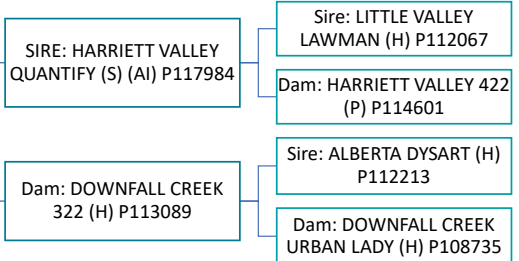 SIRE: HARRIETT VALLEY
QUANTIFY (S) (AI) P117984
Sire: LITTLE VALLEY
LAWMAN (H) P112067
Dam: HARRIETT VALLEY 422
(P) P114601
Dam: DOWNFALL CREEK
322 (H) P113089
Sire: ALBERTA DYSART (H)
P112213
Dam: DOWNFALL CREEK
URBAN LADY (H) P108735